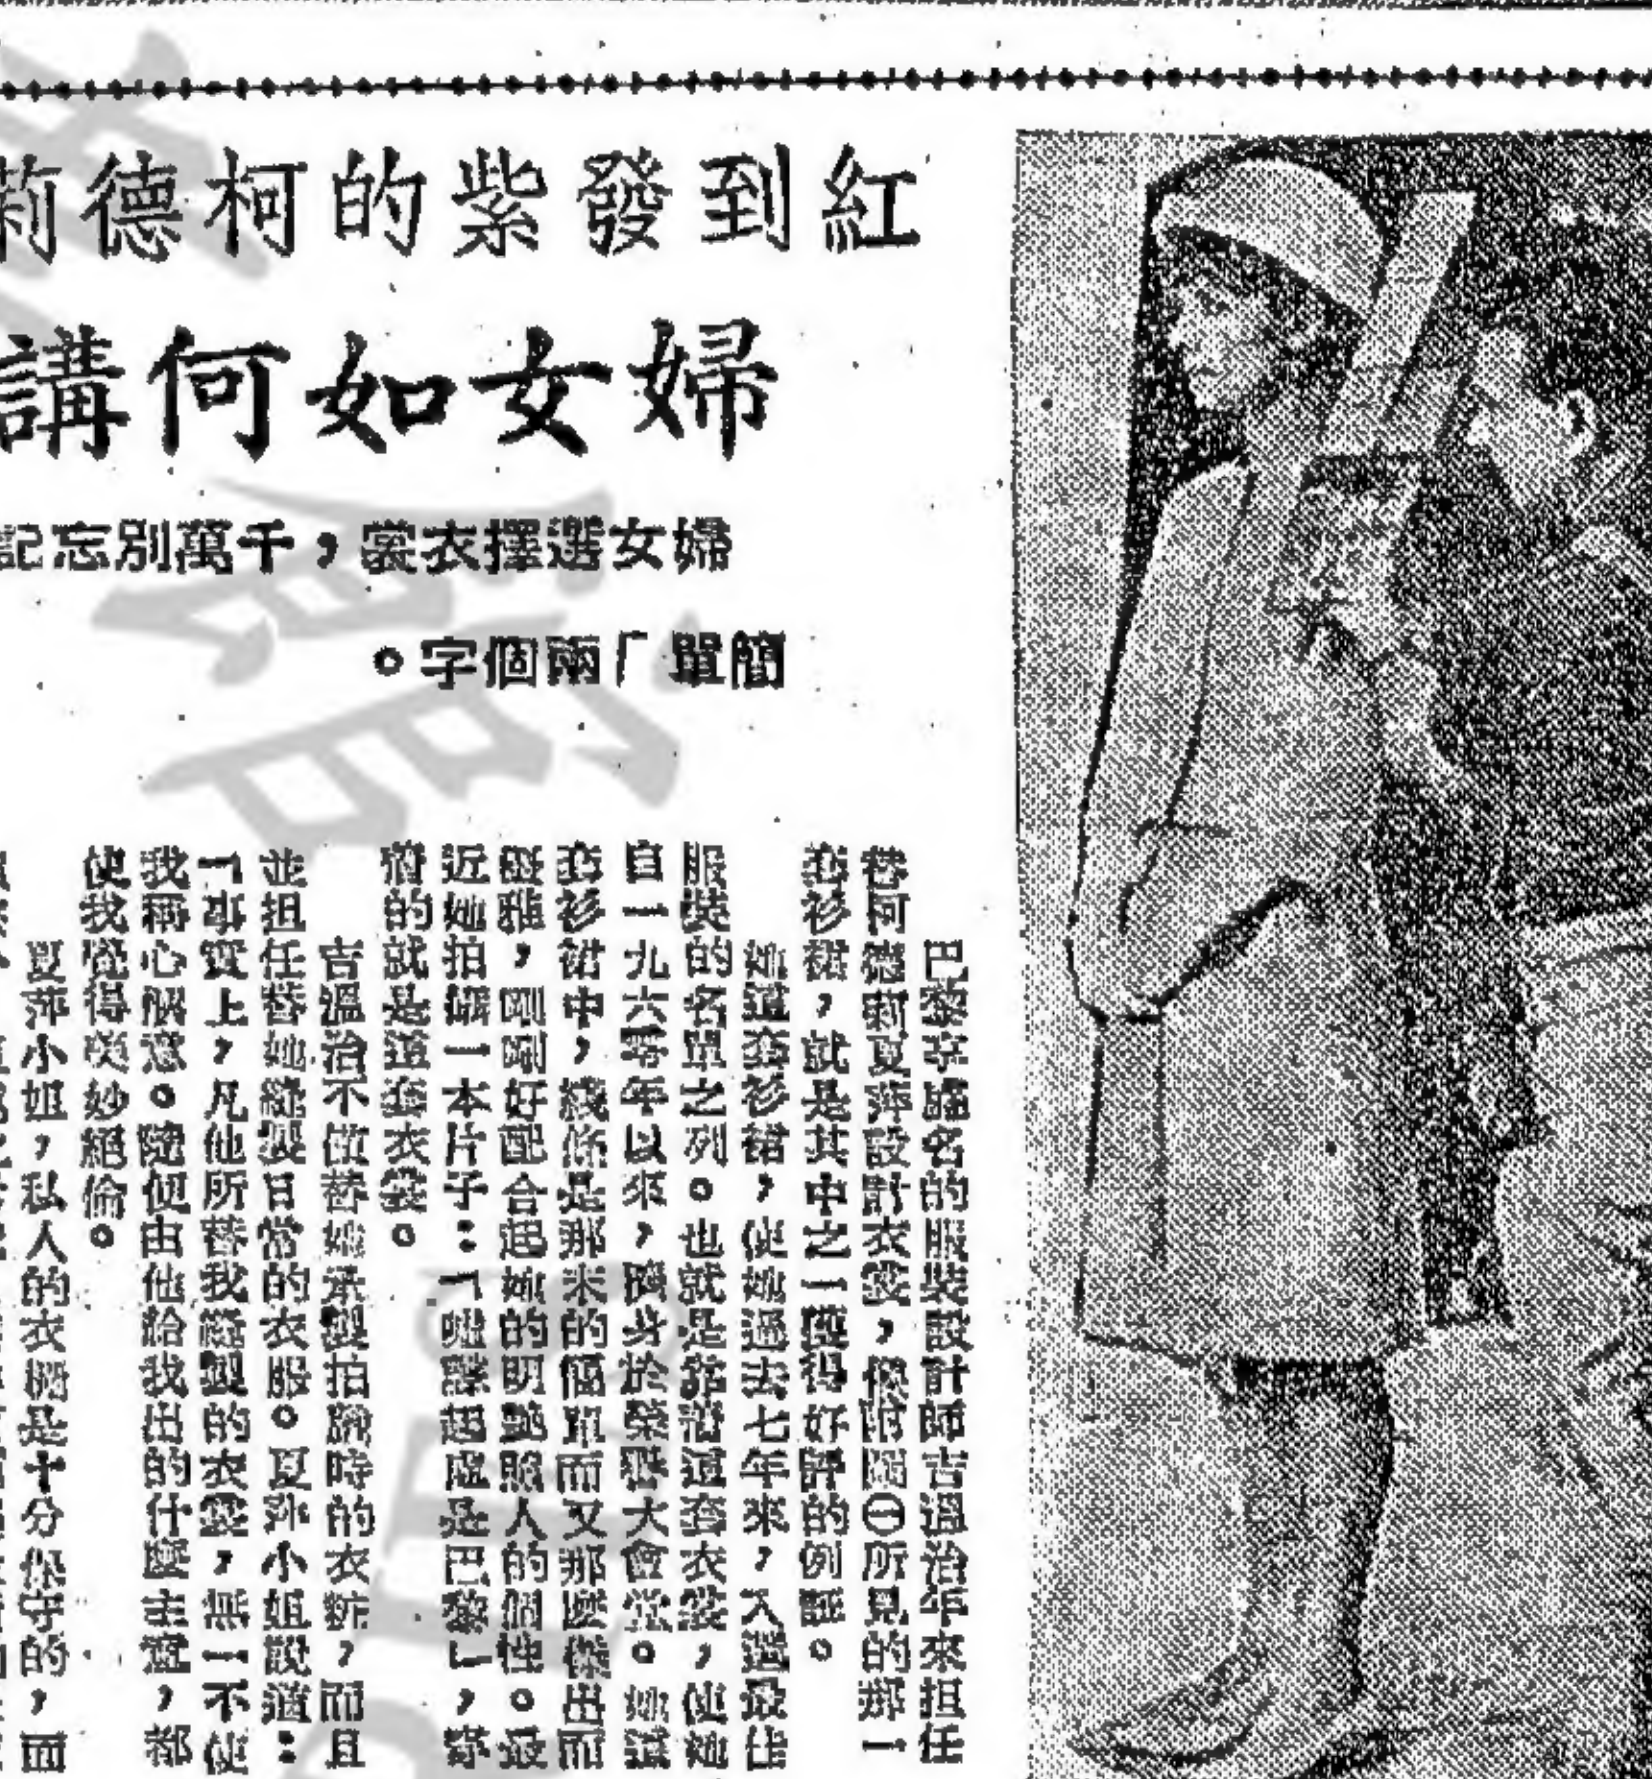 紅到發紫的柯德莉
婦女如何講
婦女選擇衣裳，千萬別忘記
簡單「兩個字。
巴黎享盛名的服裝設計師吉溫治年來担任
替柯德莉夏萍設計衣裳，像附圖㊀所見的那一
套衫裙，就是其中之一獲得好評的例證。
她這套衫裙，使她過去七年來，入選最佳
服裝的名單之列。也就是靠着這套衣裳，使她
自一九六零年以來，躋身於榮譽大會堂。她這
套衫裙中，綫條是那末的簡單而又那麼傑出而
雅，剛剛好配合起她的明艷照人的個性。最
近她拍攝一本片子：「巴黎」，穿
着的就是這套衣裳。
吉溫治不但替她承製拍攝時的衣飾，而且
並担任替她縫製日常的衣服。夏萍小姐說道：
「事實上，凡他所替我縫製的衣裳，無一不使
我稱心解意。隨便由他給我出的什麼主意，都
使我覺得美妙絕倫。
夏萍小姐，私人的衣櫥是十分保守的，而